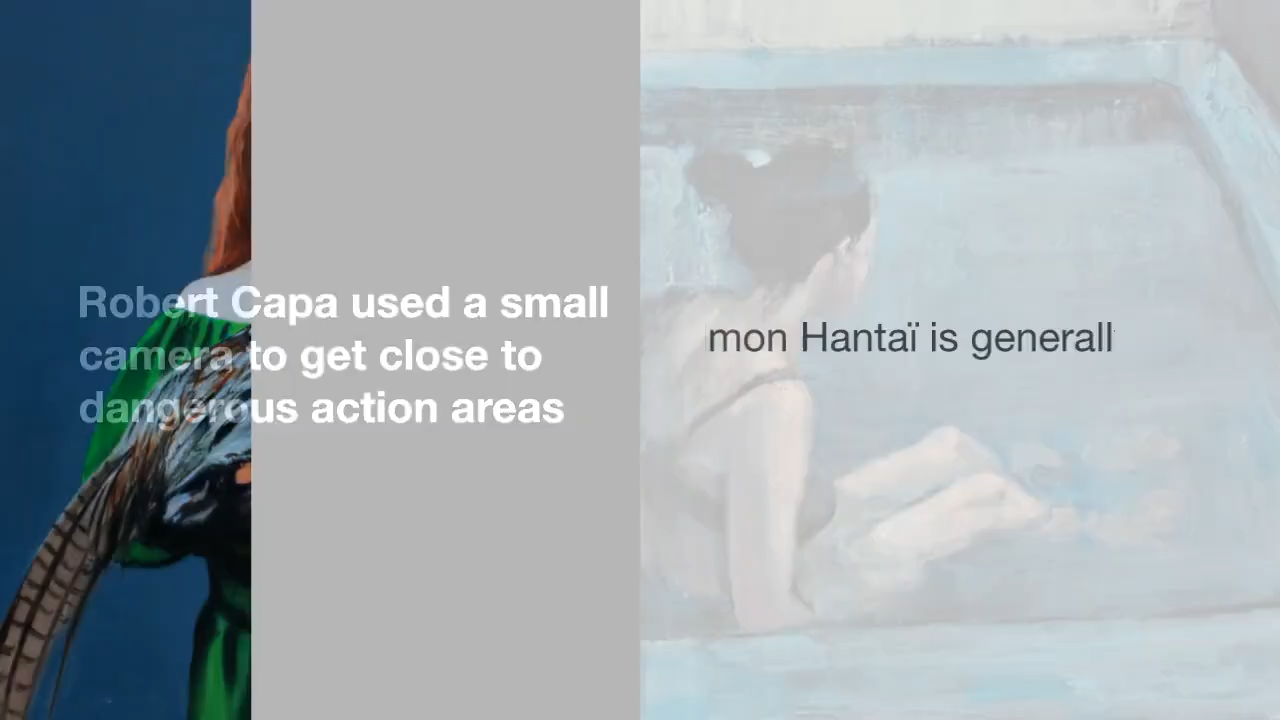 Robert Capa used a small
camera to get close to
dangerous action areas
mon Hantaï is generall